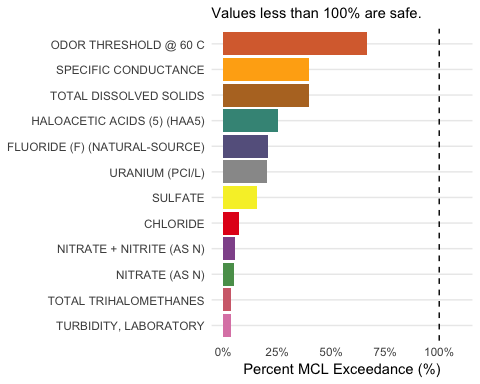 Values less than 100% are safe.
ODOR THRESHOLD @ 60 C
SPECIFIC CONDUCTANCE
TOTAL DISSOLVED SOLIDS
HALOACETIC ACIDS (5) (HAA5)
FLUORIDE (F) (NATURAL-SOURCE)
URANIUM (PCI/L)
SULFATE
CHLORIDE
NITRATE + NITRITE (AS N)
NITRATE (AS N)
TOTAL TRIHALOMETHANES
TURBIDITY, LABORATORY
0% 25% 50% 75% 100%
Percent MCL Exceedance (%)